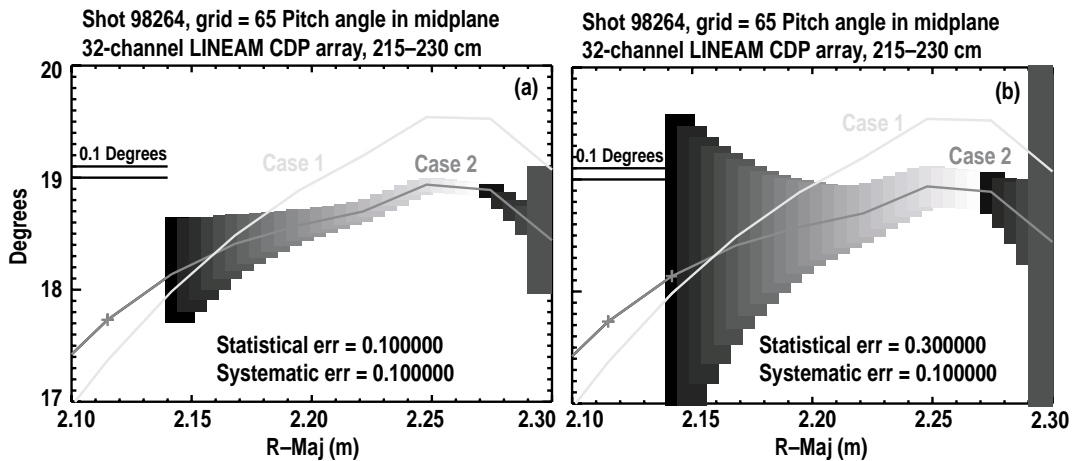 Shot 98264, grid = 65 Pitch angle in midplane
32-channel LINEAM CDP array, 215–230 cm
20
19
18
17
Degrees
(a)
0.1 Degrees
Case 1
Case 2
Statistical err = 0.100000
Systematic err = 0.100000
2.10
2.15
2.20
2.25
2.30
R–Maj (m)
Shot 98264, grid = 65 Pitch angle in midplane
32-channel LINEAM CDP array, 215–230 cm
(b)
0.1 Degrees
Case 1
Case 2
Statistical err = 0.300000
Systematic err = 0.100000
2.10
2.15
2.20
2.25
2.30
R–Maj (m)